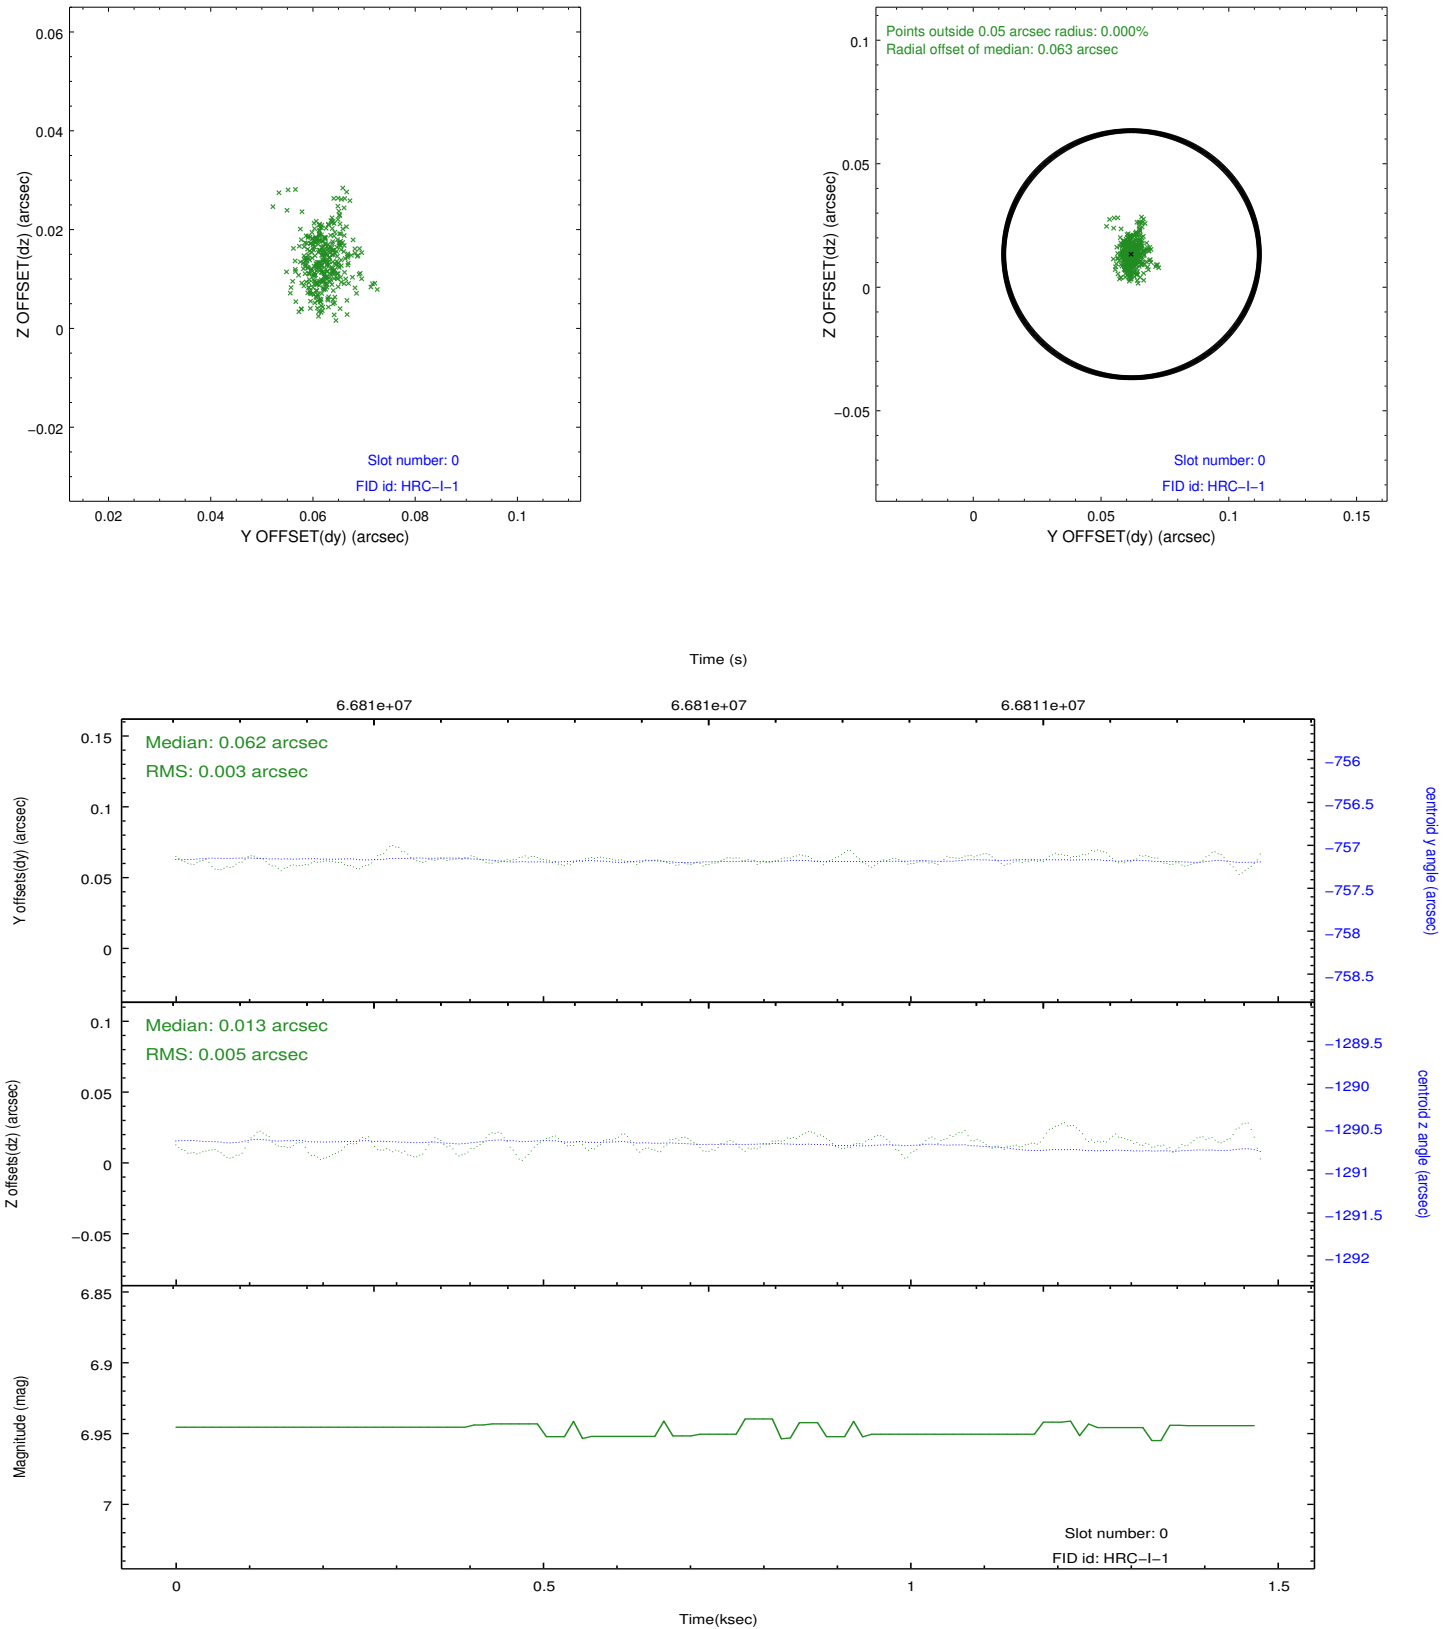 0.06
0.04
0.02
0
−0.02
Z OFFSET(dz) (arcsec)
Slot number: 0
FID id: HRC−I−1
0.02 0.04 0.06 0.08 0.1
Y OFFSET(dy) (arcsec)
Points outside 0.05 arcsec radius: 0.000%
Radial offset of median: 0.063 arcsec
0.1
0.05
0
−0.05
Z OFFSET(dz) (arcsec)
Slot number: 0
FID id: HRC−I−1
0 0.05 0.1 0.15
Y OFFSET(dy) (arcsec)
Time (s)
6.681e+07 6.681e+07 6.6811e+07
Median: 0.062 arcsec
RMS: 0.003 arcsec
0.15
0.1
0.05
0
Y offsets(dy) (arcsec)
−756
−756.5
−757
−757.5
−758
−758.5
centroid y angle (arcsec)
Median: 0.013 arcsec
RMS: 0.005 arcsec
0.1
0.05
0
−0.05
Z offsets(dz) (arcsec)
−1289.5
−1290
−1290.5
−1291
−1291.5
−1292
centroid z angle (arcsec)
6.85
6.9
6.95
7
Magnitude (mag)
Slot number: 0
FID id: HRC−I−1
0 0.5 1 1.5
Time(ksec)